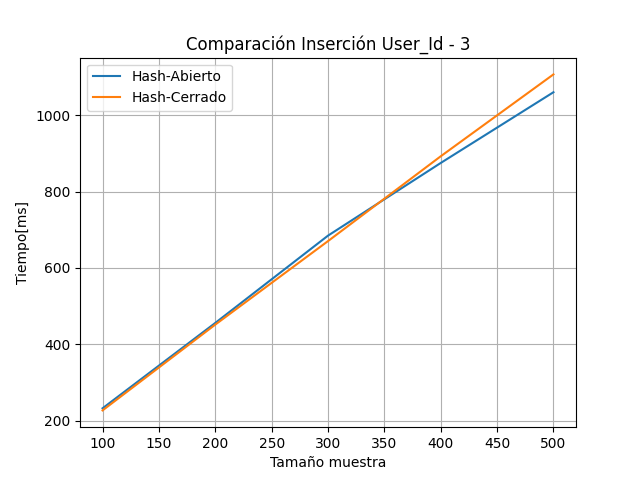 Comparación Inserción User_Id - 3
Hash-Abierto
Hash-Cerrado
1000
800
600
400
200
Tiempo[ms]
100 150 200 250 300 350 400 450 500
Tamaño muestra